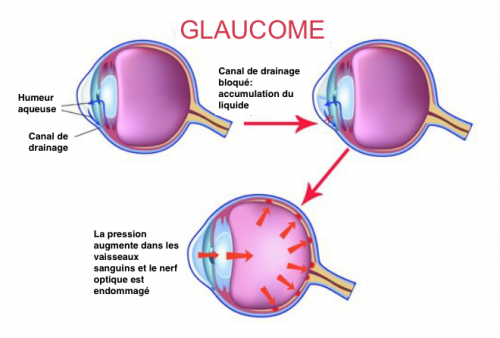 GLAUCOME
Canal de drainage
bloqué:
accumulation du
liquide
Humeur
aqueuse
Canal de
drainage
La pression
augmente dans les
vaisseaux
sanguins et le nerf
optique est
endommagé